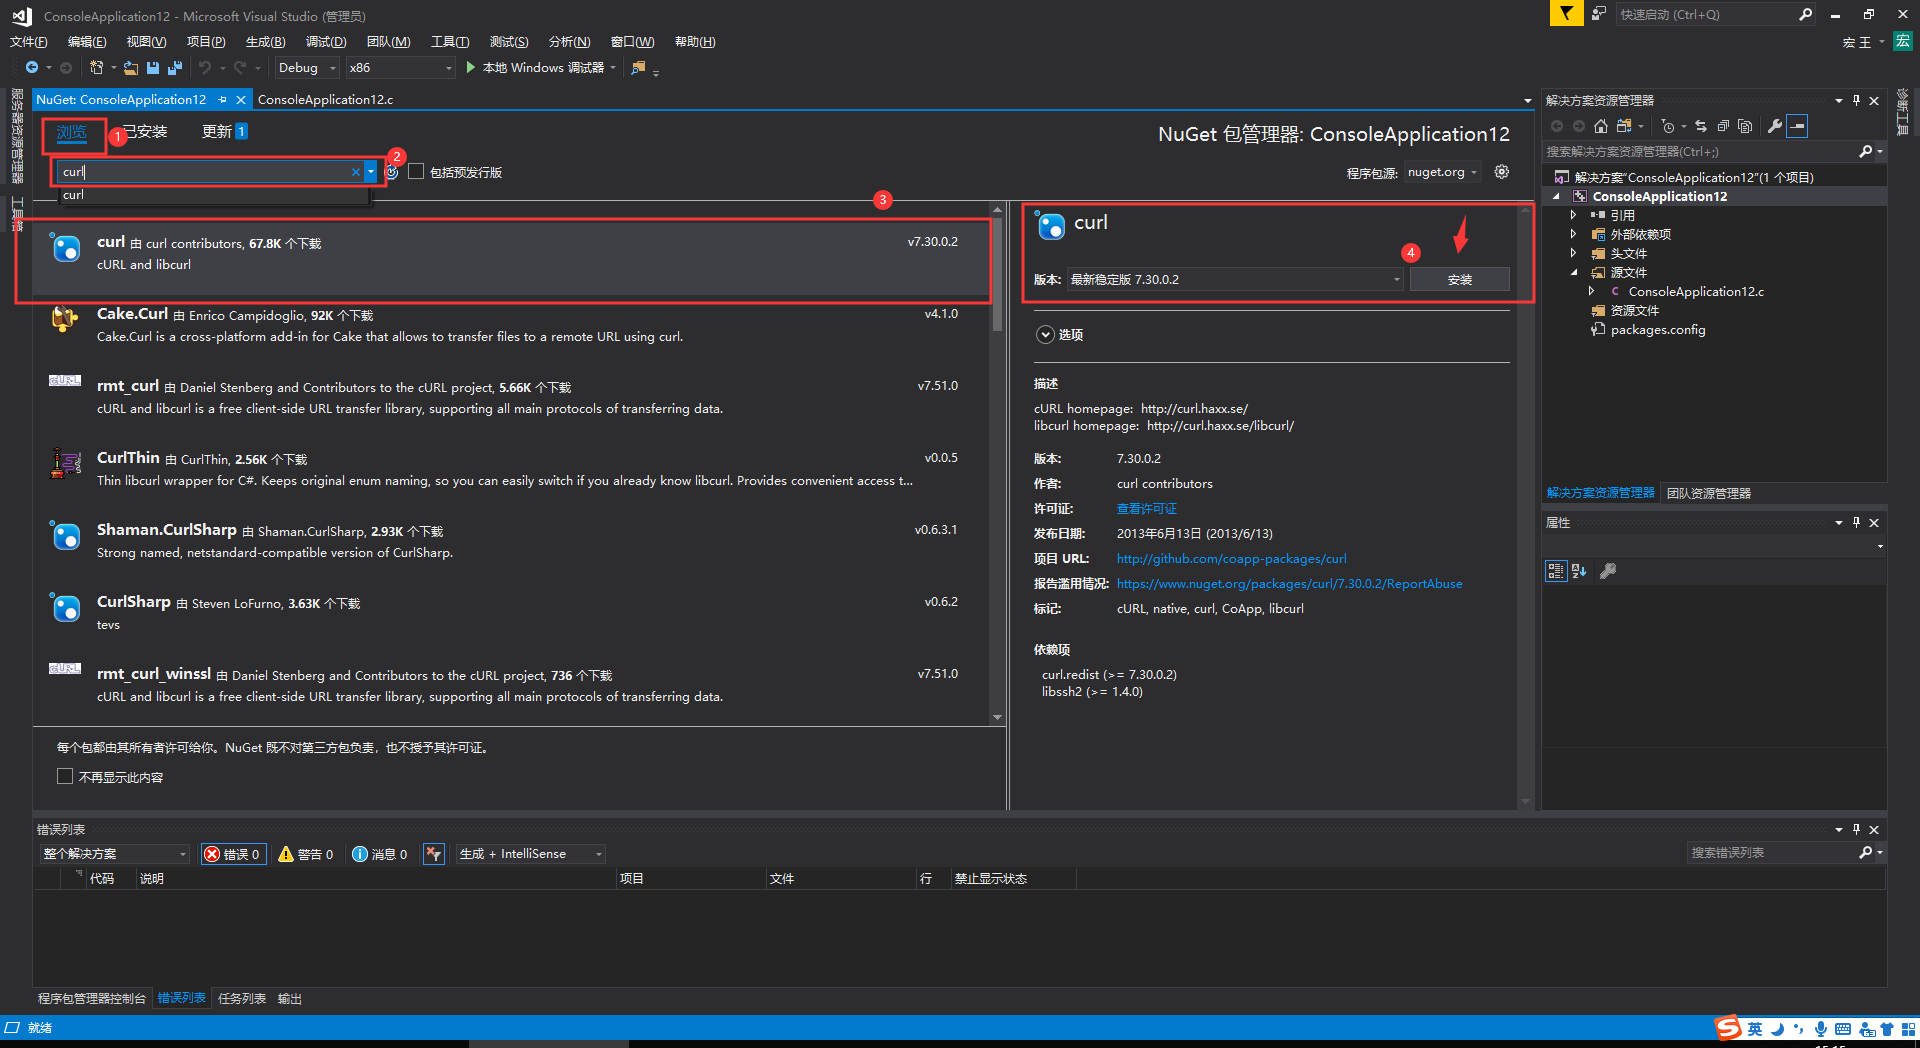 ConsoleApplication12 - Microsoft Visual Studio (管理员)
快速启动 (Ctrl+Q)
文件(F) 编辑(E) 视图(V) 项目(P) 生成(B) 调试(D) 团队(M) 工具(T) 测试(S) 分析(N) 窗口(W) 帮助(H)
宏 王 宏
Debug x86 本地 Windows 调试器
服务器资源管理器
工具箱
NuGet: ConsoleApplication12 ConsoleApplication12.c
浏览 1 已安装 更新 1
NuGet 包管理器: ConsoleApplication12
curl 2 包括预发行版
程序包源: nuget.org
curl
3
curl 由 curl contributors, 67.8K 个下载 v7.30.0.2
cURL and libcurl
Cake.Curl 由 Enrico Campidoglio, 92K 个下载 v4.1.0
Cake.Curl is a cross-platform add-in for Cake that allows to transfer files to a remote URL using curl.
rmt_curl 由 Daniel Stenberg and Contributors to the cURL project, 5.66K 个下载 v7.51.0
cURL and libcurl is a free client-side URL transfer library, supporting all main protocols of transferring data.
CurlThin 由 CurlThin, 2.56K 个下载 v0.0.5
Thin libcurl wrapper for C#. Keeps original enum naming, so you can easily switch if you already know libcurl. Provides convenient access t...
Shaman.CurlSharp 由 Shaman.CurlSharp, 2.93K 个下载 v0.6.3.1
Strong named, netstandard-compatible version of CurlSharp.
CurlSharp 由 Steven LoFurno, 3.63K 个下载 v0.6.2
tevs
rmt_curl_winssl 由 Daniel Stenberg and Contributors to the cURL project, 736 个下载 v7.51.0
cURL and libcurl is a free client-side URL transfer library, supporting all main protocols of transferring data.
每个包都由其所有者许可给你。NuGet 既不对第三方包负责，也不授予其许可证。
不再显示此内容
curl
4
版本: 最新稳定版 7.30.0.2 安装
选项
描述
cURL homepage: http://curl.haxx.se/
libcurl homepage: http://curl.haxx.se/libcurl/
版本: 7.30.0.2
作者: curl contributors
许可证: 查看许可证
发布日期: 2013年6月13日 (2013/6/13)
项目 URL: http://github.com/coapp-packages/curl
报告滥用情况: https://www.nuget.org/packages/curl/7.30.0.2/ReportAbuse
标记: cURL, native, curl, CoApp, libcurl
依赖项
curl.redist (>= 7.30.0.2)
libssh2 (>= 1.4.0)
解决方案资源管理器
搜索解决方案资源管理器(Ctrl+;)
解决方案"ConsoleApplication12"(1 个项目)
ConsoleApplication12
引用
外部依赖项
头文件
源文件
C ConsoleApplication12.c
资源文件
packages.config
解决方案资源管理器 团队资源管理器
属性
诊断工具
错误列表
整个解决方案 错误 0 警告 0 消息 0 生成 + IntelliSense 搜索错误列表
代码 说明 项目 文件 行 禁止显示状态
程序包管理器控制台 错误列表 任务列表 输出
就绪
S 英